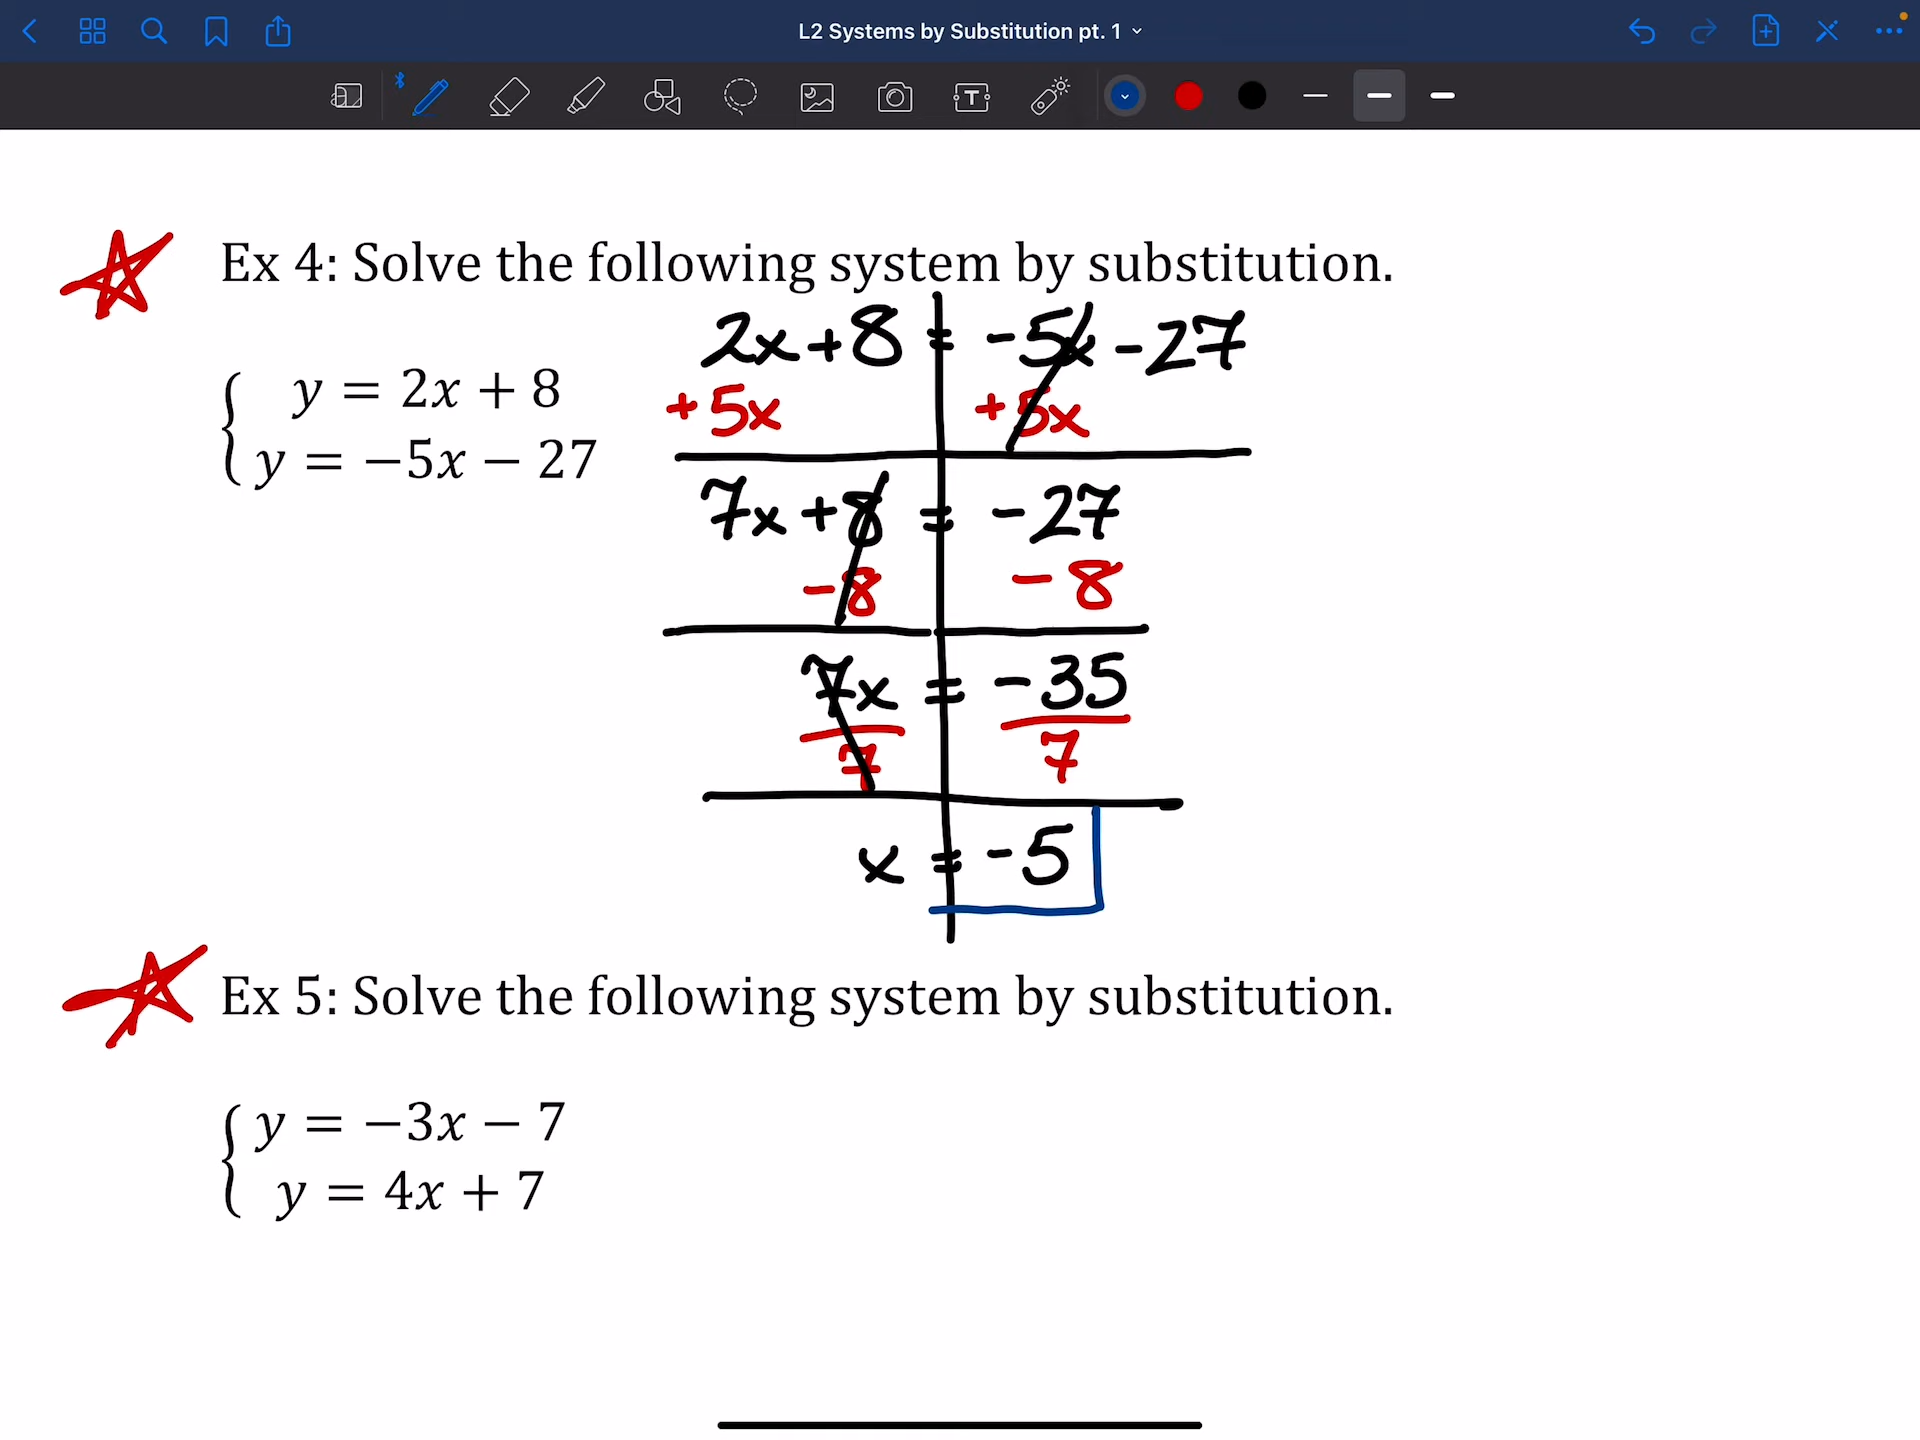 L2 Systems by Substitution pt. 1
Ex 4: Solve the following system by substitution.
y = 2x + 8
y = −5x − 27
2x + 8 = -5x - 27
+5x +5x
7x + 8 = -27
-8 -8
7x = -35
7 7
x = -5
Ex 5: Solve the following system by substitution.
y = −3x − 7
y = 4x + 7